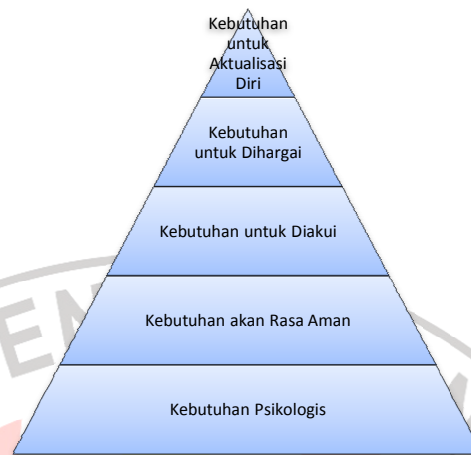 Kebutuhan
untuk
Aktualisasi
Diri
Kebutuhan
untuk Dihargai
Kebutuhan untuk Diakui
Kebutuhan akan Rasa Aman
Kebutuhan Psikologis